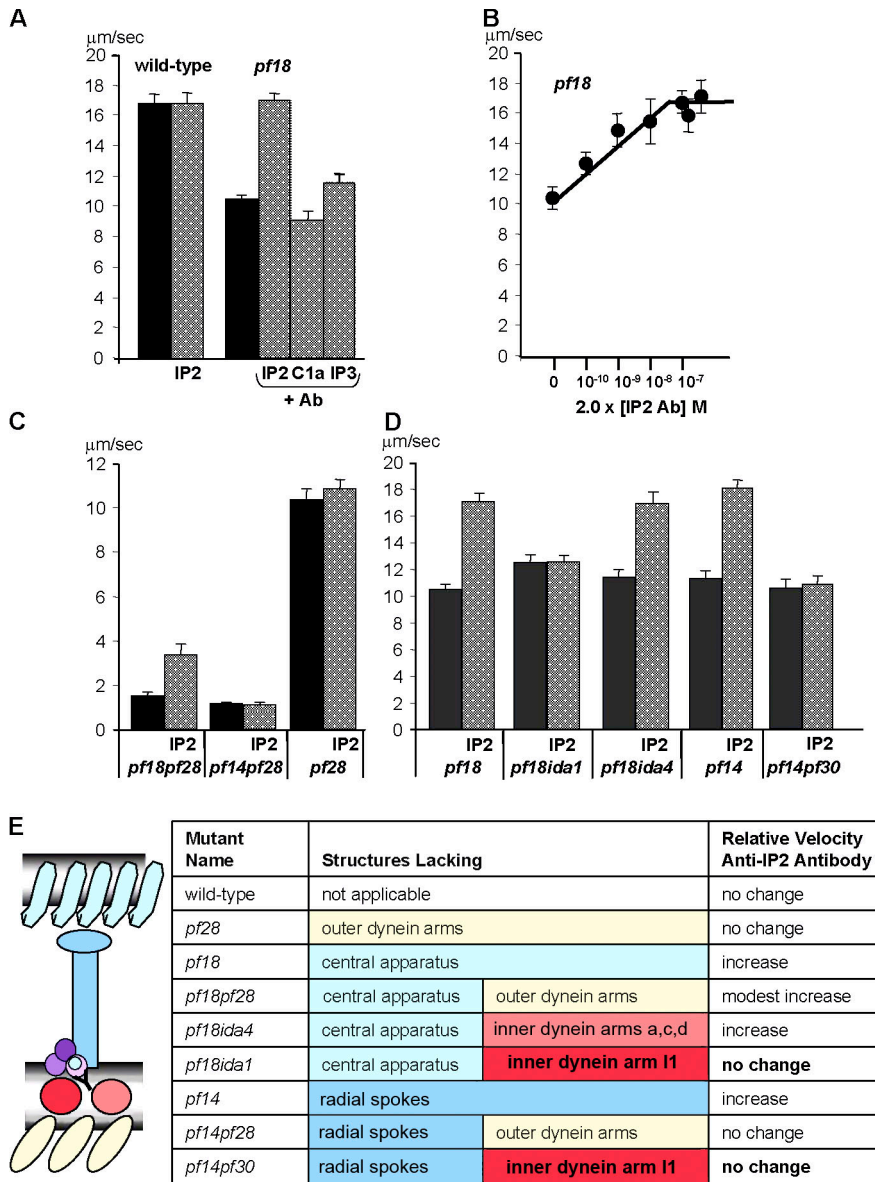 A
μm/sec
20
18
16
14
12
10
8
6
4
2
0
wild-type
pf18
IP2
IP2 C1a IP3
+ Ab
B
μm/sec
20
18
16
14
12
10
8
6
4
2
0
pf18
0 10-10 10-9 10-8 10-7
2.0 x [IP2 Ab] M
C
μm/sec
12
10
8
6
4
2
0
IP2 IP2 IP2
pf18pf28 pf14pf28 pf28
D
μm/sec
20
18
16
14
12
10
8
6
4
2
0
IP2 IP2 IP2 IP2 IP2
pf18 pf18ida1 pf18ida4 pf14 pf14pf30
E
Mutant Name Structures Lacking Relative Velocity Anti-IP2 Antibody
wild-type not applicable no change
pf28 outer dynein arms no change
pf18 central apparatus increase
pf18pf28 central apparatus outer dynein arms modest increase
pf18ida4 central apparatus inner dynein arms a,c,d increase
pf18ida1 central apparatus inner dynein arm I1 no change
pf14 radial spokes increase
pf14pf28 radial spokes outer dynein arms no change
pf14pf30 radial spokes inner dynein arm I1 no change